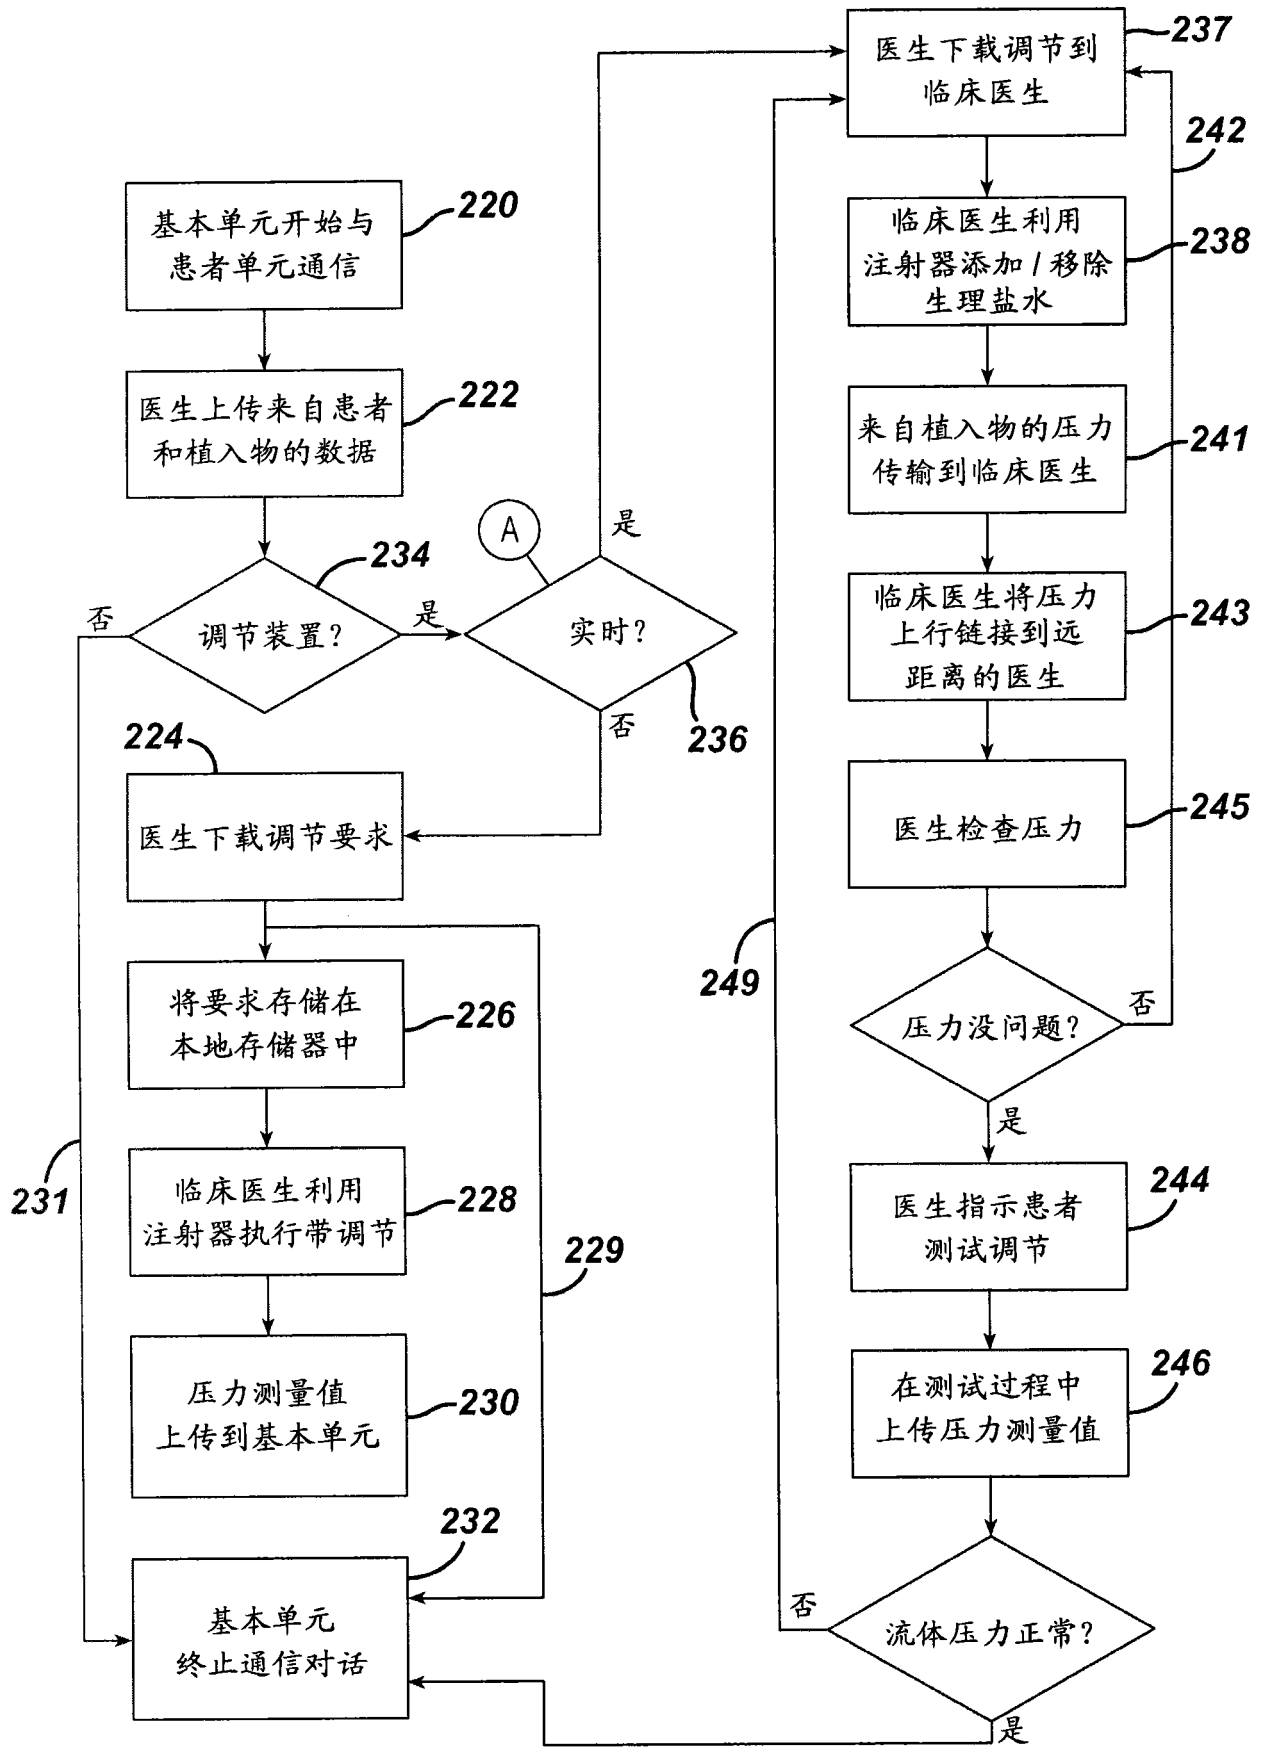 220
基本单元开始与
患者单元通信
222
医生上传来自患者
和植入物的数据
234
否
调节装置?
是
A
是
实时?
236
否
224
医生下载调节要求
226
将要求存储在
本地存储器中
231
228
临床医生利用
注射器执行带调节
229
230
压力测量值
上传到基本单元
232
基本单元
终止通信对话
237
医生下载调节到
临床医生
242
238
临床医生利用
注射器添加/移除
生理盐水
241
来自植入物的压力
传输到临床医生
243
临床医生将压力
上行链接到远
距离的医生
245
医生检查压力
249
压力没问题?
否
是
244
医生指示患者
测试调节
246
在测试过程中
上传压力测量值
否
流体压力正常?
是